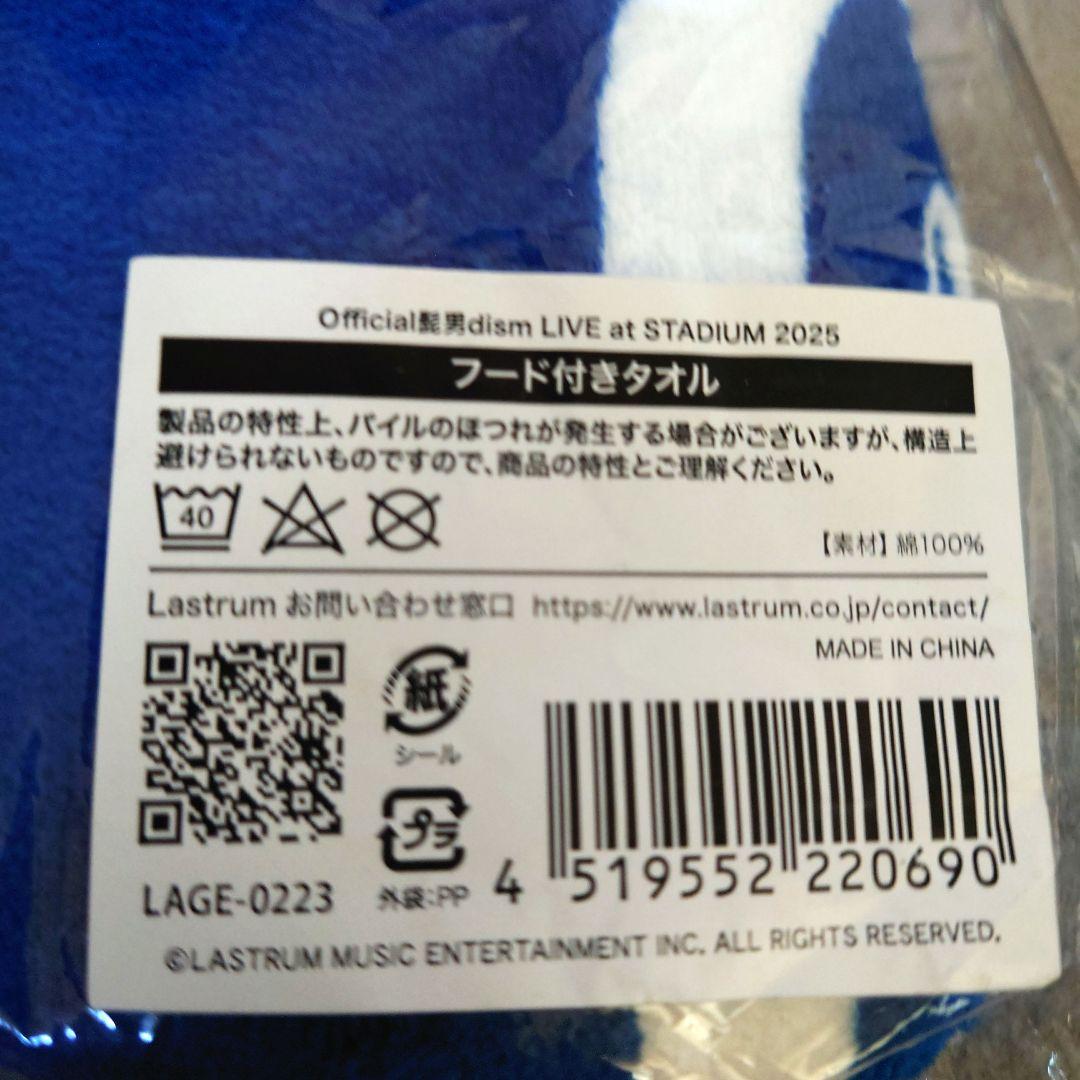 Official髭男dism LIVE at STADIUM 2025
フード付きタオル
製品の特性上、パイルのほつれが発生する場合がございますが、構造上
避けられないものですので、商品の特性とご理解ください。
40
【素材】綿100%
Lastrum お問い合わせ窓口 https://www.lastrum.co.jp/contact/
MADE IN CHINA
紙
シール
プラ
外袋:PP
LAGE-0223
4 519552 220690
©LASTRUM MUSIC ENTERTAINMENT INC. ALL RIGHTS RESERVED.